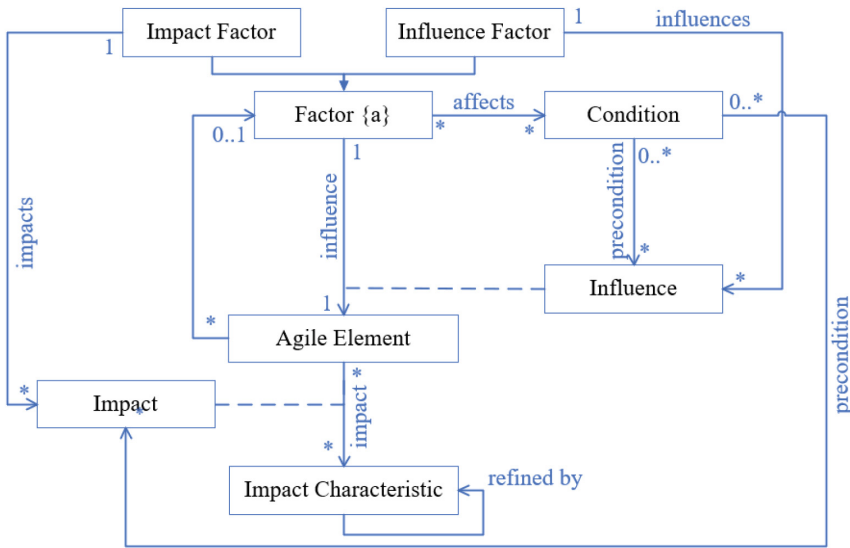 Impact Factor
Influence Factor
1
influences
1
Factor {a}
affects
Condition
0..*
0..1
*
*
1
0..*
influence
precondition
impacts
*
*
Influence
1
*
Agile Element
precondition
*
*
Impact
*
impact
*
Impact Characteristic
refined by